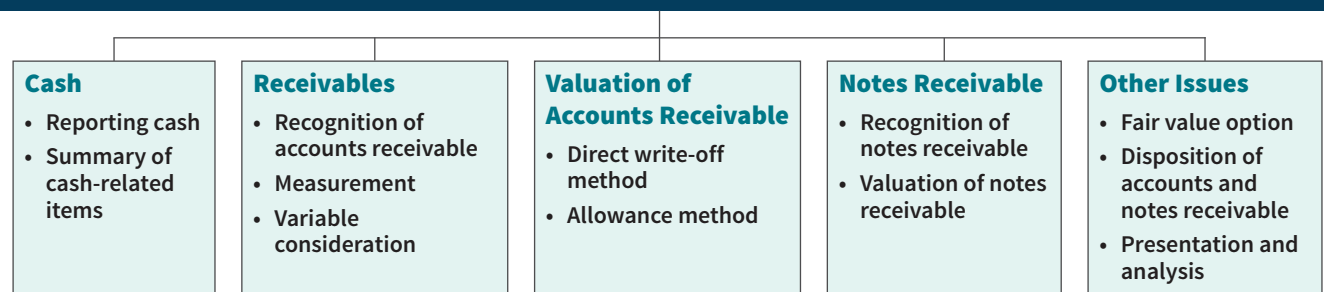 Cash
• Reporting cash
• Summary of
cash-related
items
Receivables
• Recognition of
accounts receivable
• Measurement
• Variable
consideration
Valuation of
Accounts Receivable
• Direct write-off
method
• Allowance method
Notes Receivable
• Recognition of
notes receivable
• Valuation of notes
receivable
Other Issues
• Fair value option
• Disposition of
accounts and
notes receivable
• Presentation and
analysis